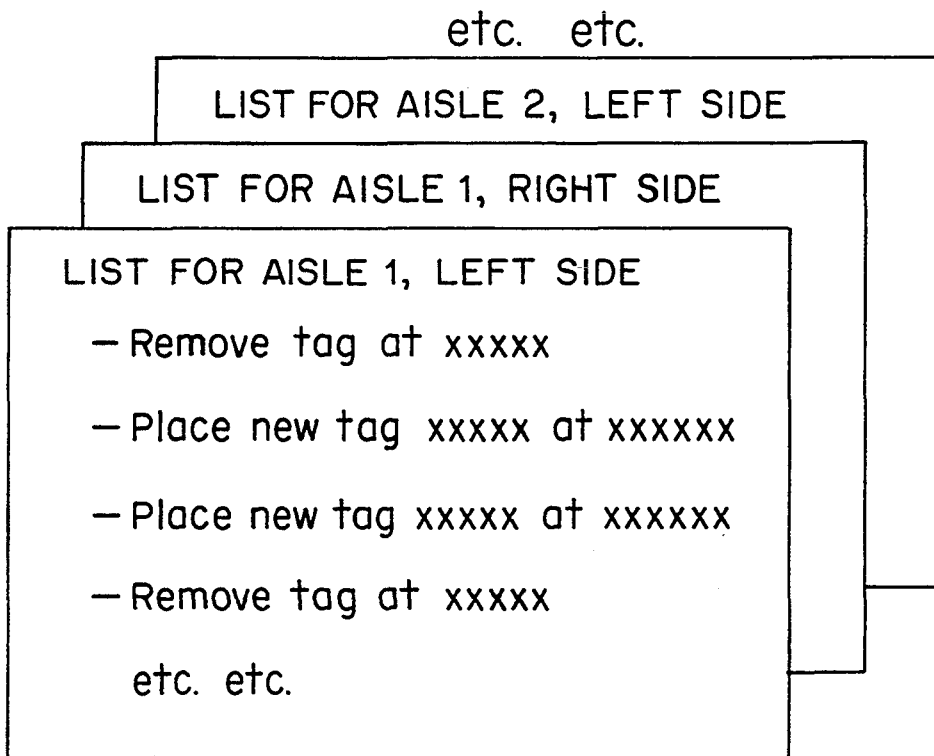 etc. etc.
LIST FOR AISLE 2, LEFT SIDE
LIST FOR AISLE 1, RIGHT SIDE
LIST FOR AISLE 1, LEFT SIDE
— Remove tag at xxxxx
— Place new tag xxxxx at xxxxxx
— Place new tag xxxxx at xxxxxx
— Remove tag at xxxxx
etc. etc.